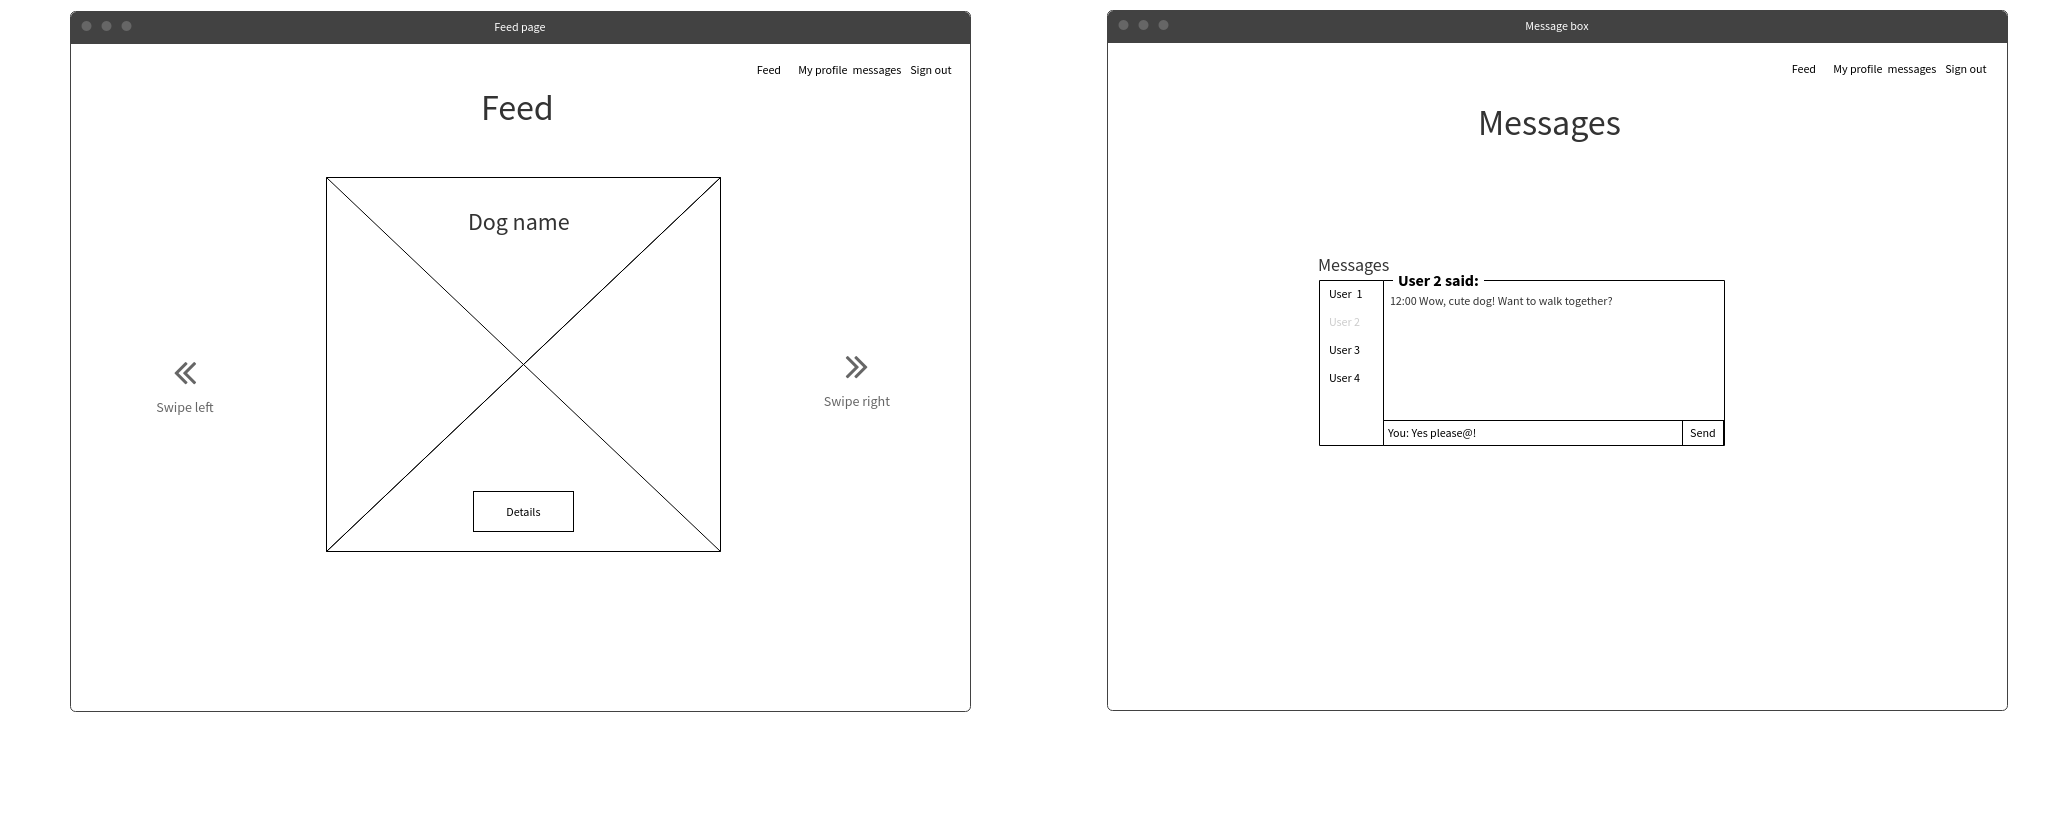 Feed page
Feed My profile messages Sign out
Feed
Dog name
Swipe left
Swipe right
Details
Message box
Feed My profile messages Sign out
Messages
Messages
User 2 said:
User 1
12:00 Wow, cute dog! Want to walk together?
User 2
User 3
User 4
You: Yes please@!
Send